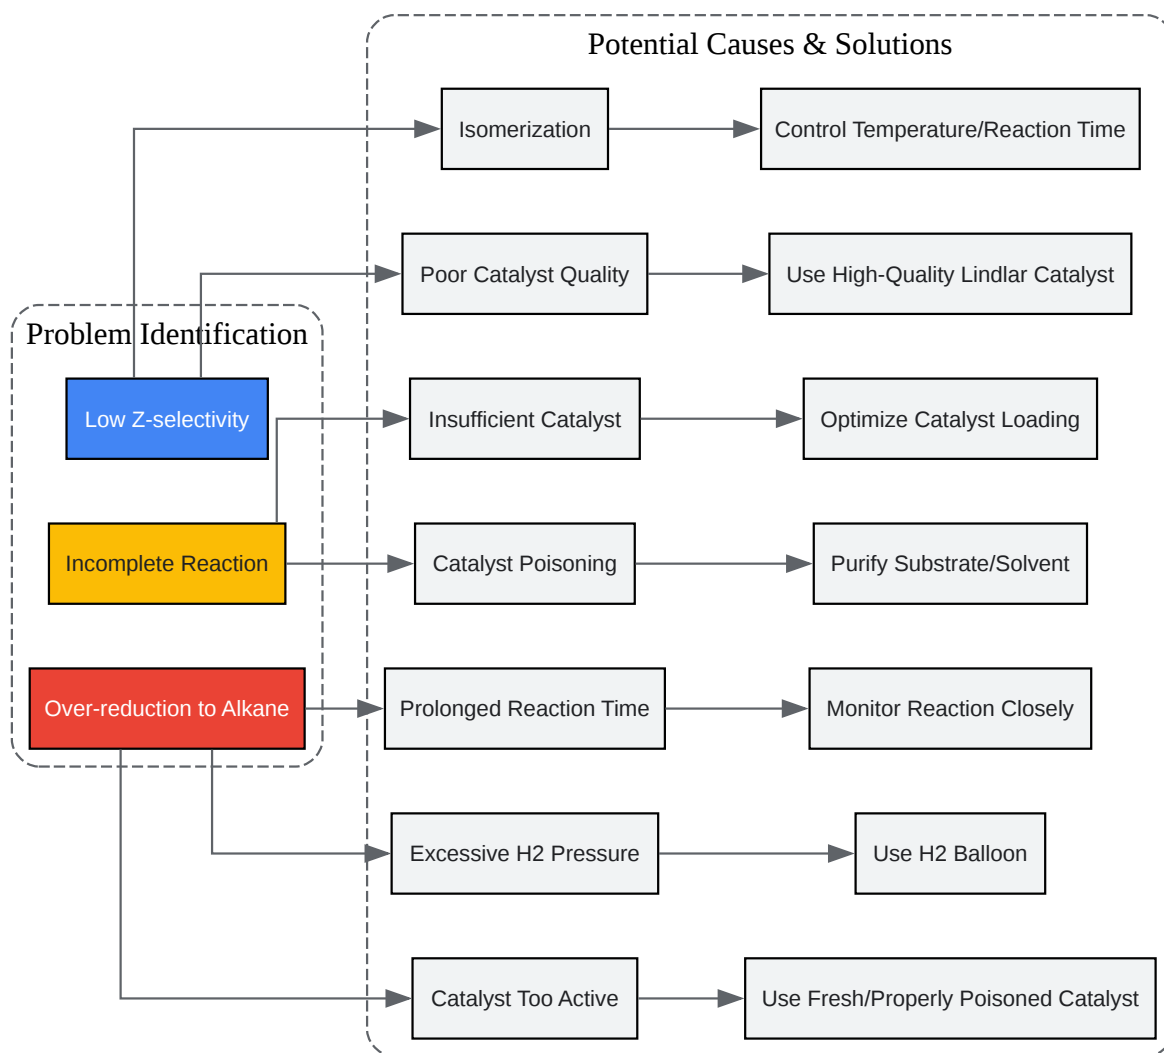 Potential Causes & Solutions
Isomerization
Control Temperature/Reaction Time
Poor Catalyst Quality
Use High-Quality Lindlar Catalyst
Problem Identification
Low Z-selectivity
Insufficient Catalyst
Optimize Catalyst Loading
Incomplete Reaction
Catalyst Poisoning
Purify Substrate/Solvent
Over-reduction to Alkane
Prolonged Reaction Time
Monitor Reaction Closely
Excessive H2 Pressure
Use H2 Balloon
Catalyst Too Active
Use Fresh/Properly Poisoned Catalyst